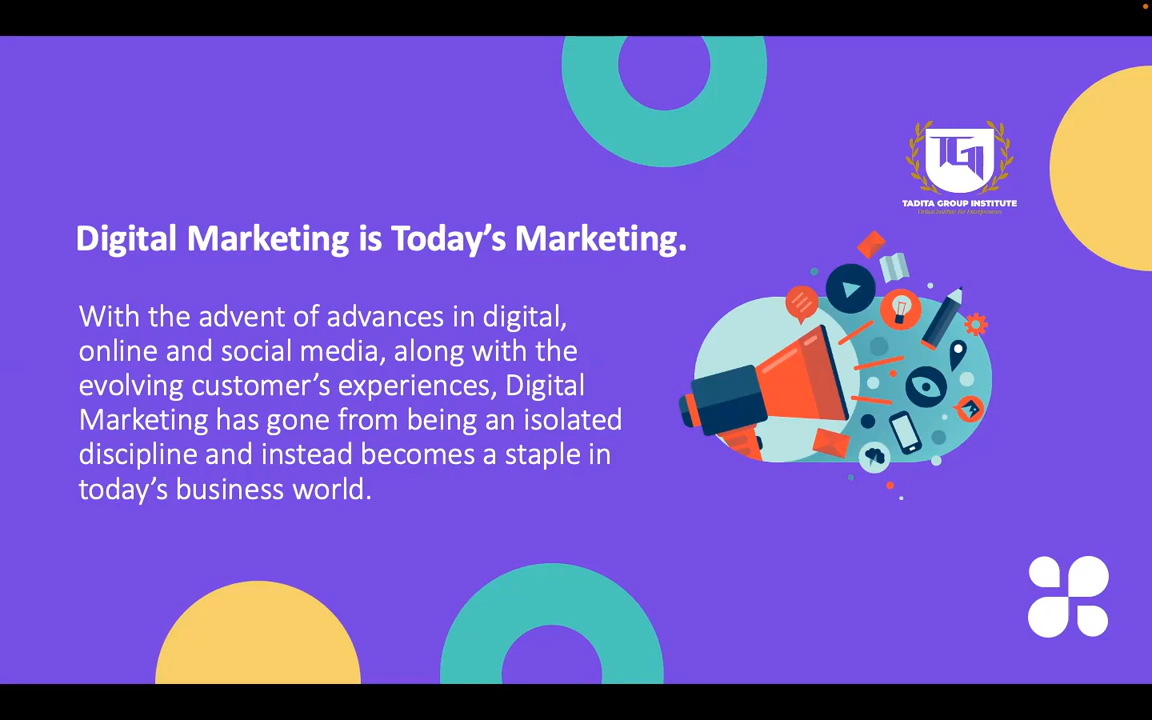 TGI
TADITA GROUP INSTITUTE
Digital Marketing is Today's Marketing.
With the advent of advances in digital,
online and social media, along with the
evolving customer's experiences, Digital
Marketing has gone from being an isolated
discipline and instead becomes a staple in
today's business world.